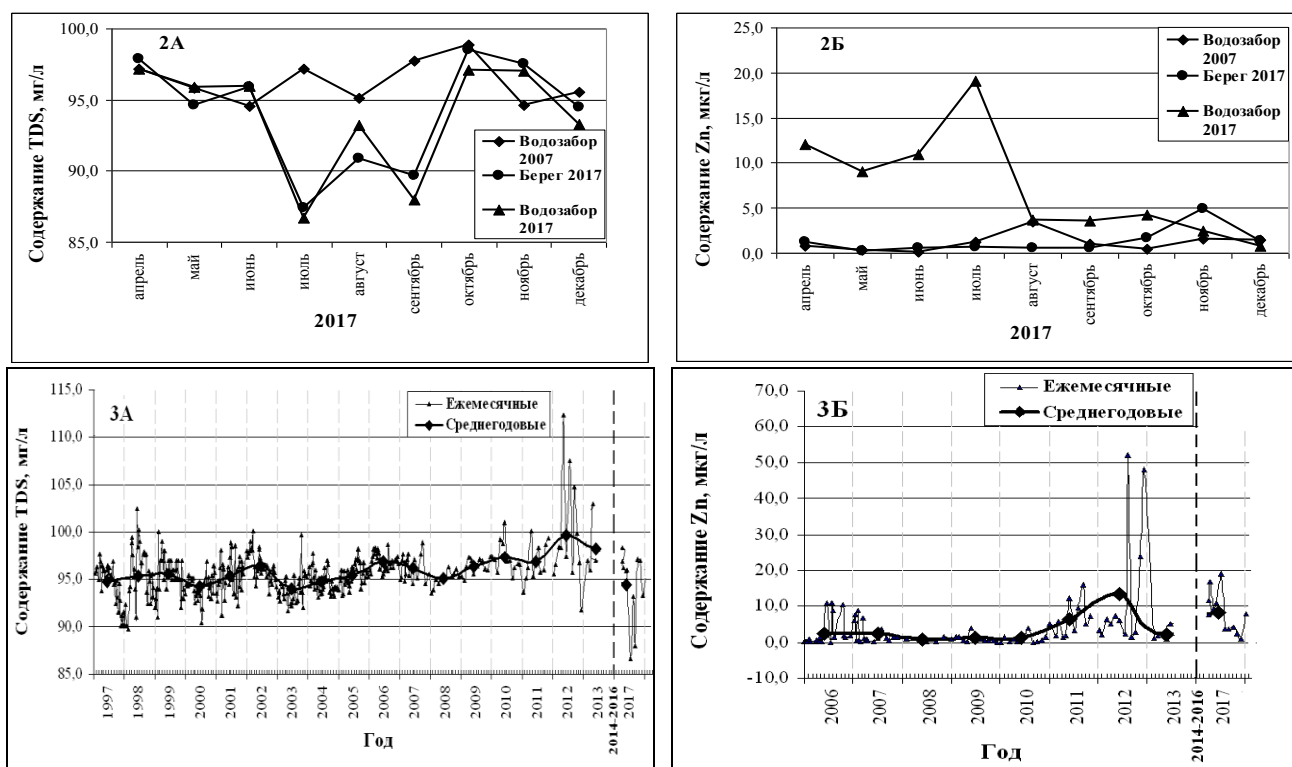 2А
Содержание TDS, мг/л
100,0
95,0
90,0
85,0
Водозабор 2007
Берег 2017
Водозабор 2017
апрель
май
июнь
июль
август
сентябрь
октябрь
ноябрь
декабрь
2017
2Б
Содержание Zn, мкг/л
25,0
20,0
15,0
10,0
5,0
0,0
Водозабор 2007
Берег 2017
Водозабор 2017
апрель
май
июнь
июль
август
сентябрь
октябрь
ноябрь
декабрь
2017
3А
Содержание TDS, мг/л
115,0
110,0
105,0
100,0
95,0
90,0
85,0
Ежемесячные
Среднегодовые
1997
1998
1999
2000
2001
2002
2003
2004
2005
2006
2007
2008
2009
2010
2011
2012
2013
2014-2016
2017
Год
3Б
Содержание Zn, мкг/л
70,0
60,0
50,0
40,0
30,0
20,0
10,0
0,0
-10,0
Ежемесячные
Среднегодовые
2006
2007
2008
2009
2010
2011
2012
2013
2014-2016
2017
Год